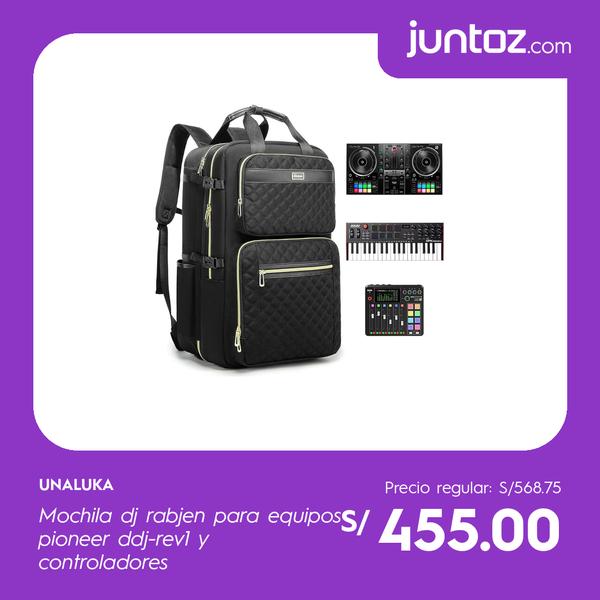 juntoz.com
UNALUKA
Mochila dj rabjen para equipos
pioneer ddj-rev1 y
controladores
Precio regular: S/568.75
S/ 455.00